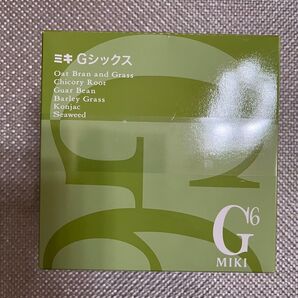 ミキ Gシックス
Oat Bran and Grass
Chicory Root
Guar Bean
Barley Grass
Konjac
Seaweed
G16
MIKI